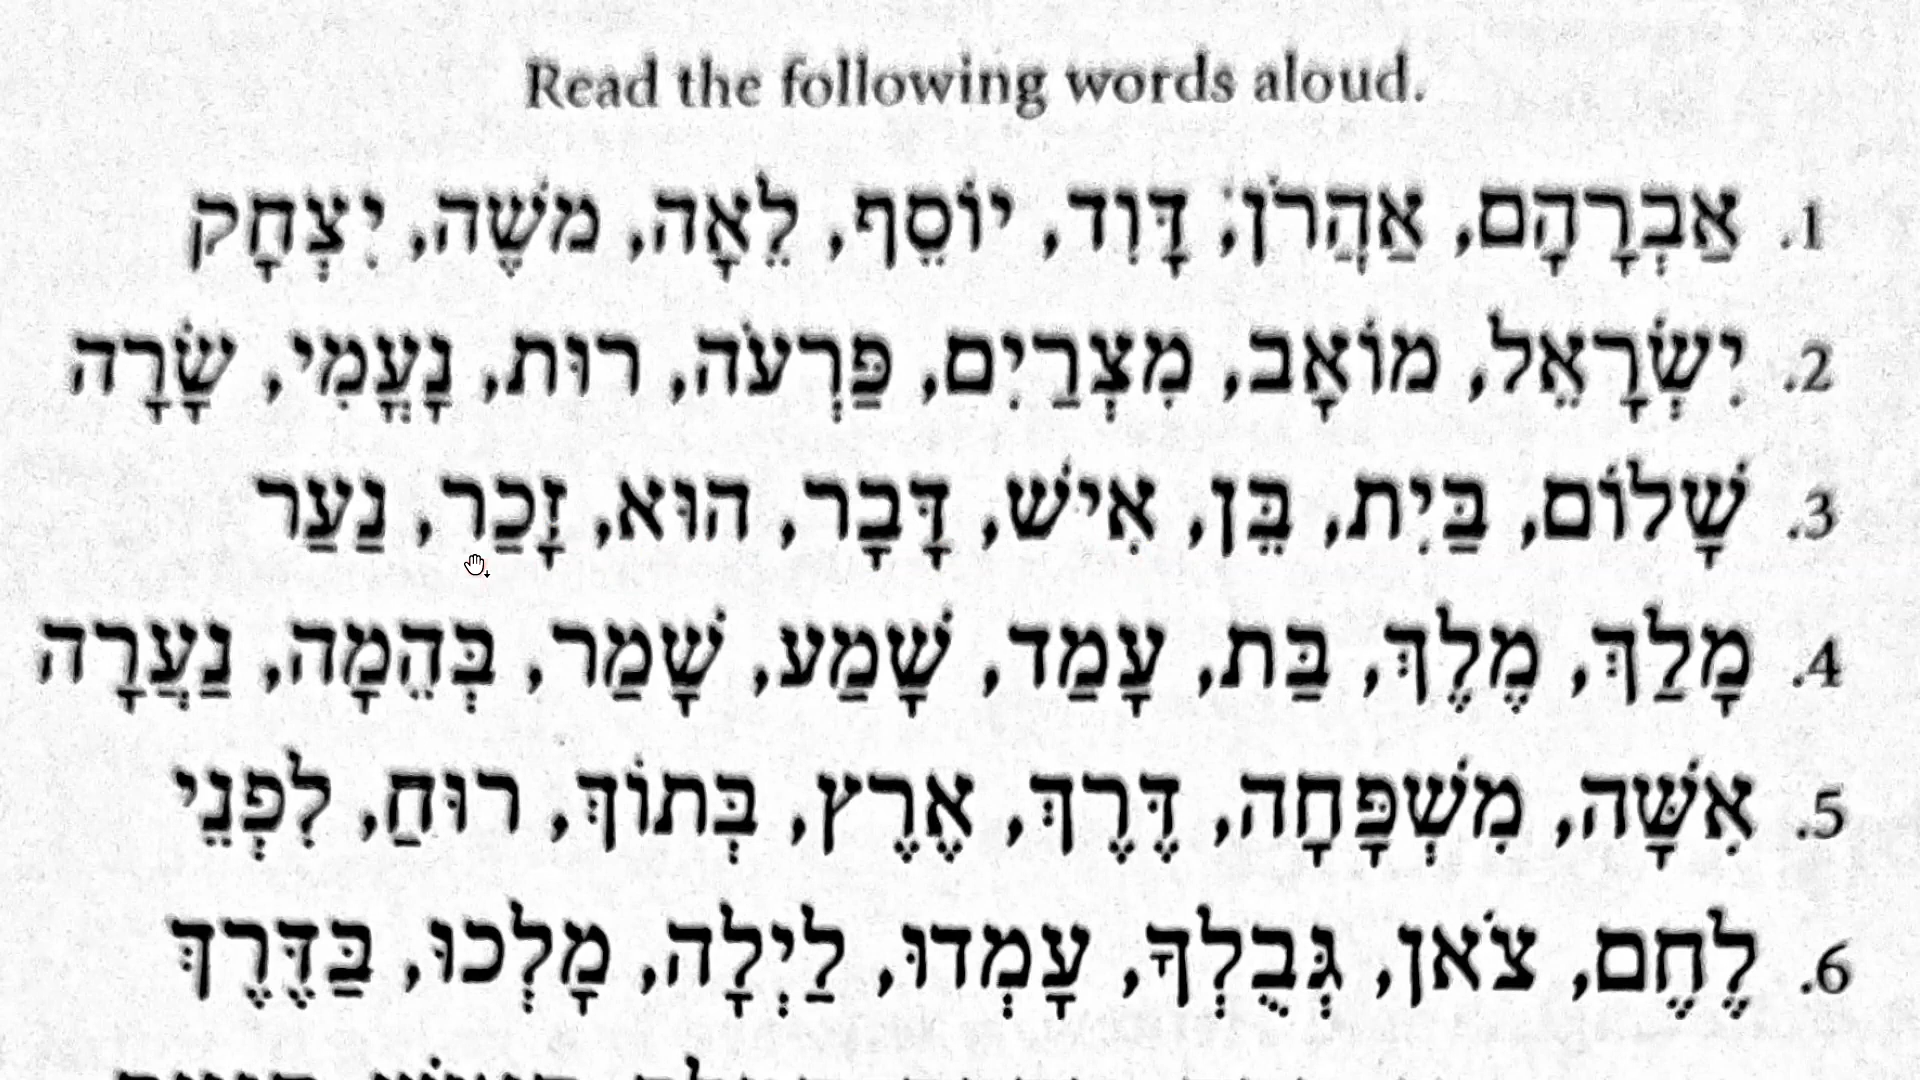 Read the following words aloud.
1. אַבְרָהָם, אַהֲרֹן, דָּוִד, יוֹסֵף, לֵאָה, מֹשֶׁה, יִצְחָק
2. יִשְׂרָאֵל, מוֹאָב, מִצְרַיִם, פַּרְעֹה, רוּת, נָעֳמִי, שָׂרָה
3. שָׁלוֹם, בַּיִת, בֵּן, אִישׁ, דָּבָר, הוּא, זָכַר, נַעַר
4. מָלַךְ, מֶלֶךְ, בַּת, עָמַד, שָׁמַע, שָׁמַר, בְּהֵמָה, נַעֲרָה
5. אִשָּׁה, מִשְׁפָּחָה, דֶּרֶךְ, אֶרֶץ, בְּתוֹךְ, רוּחַ, לִפְנֵי
6. לֶחֶם, צֹאן, גְּבֻלְךָ, עָמְדוּ, לַיְלָה, מָלְכוּ, בַּדֶּרֶךְ